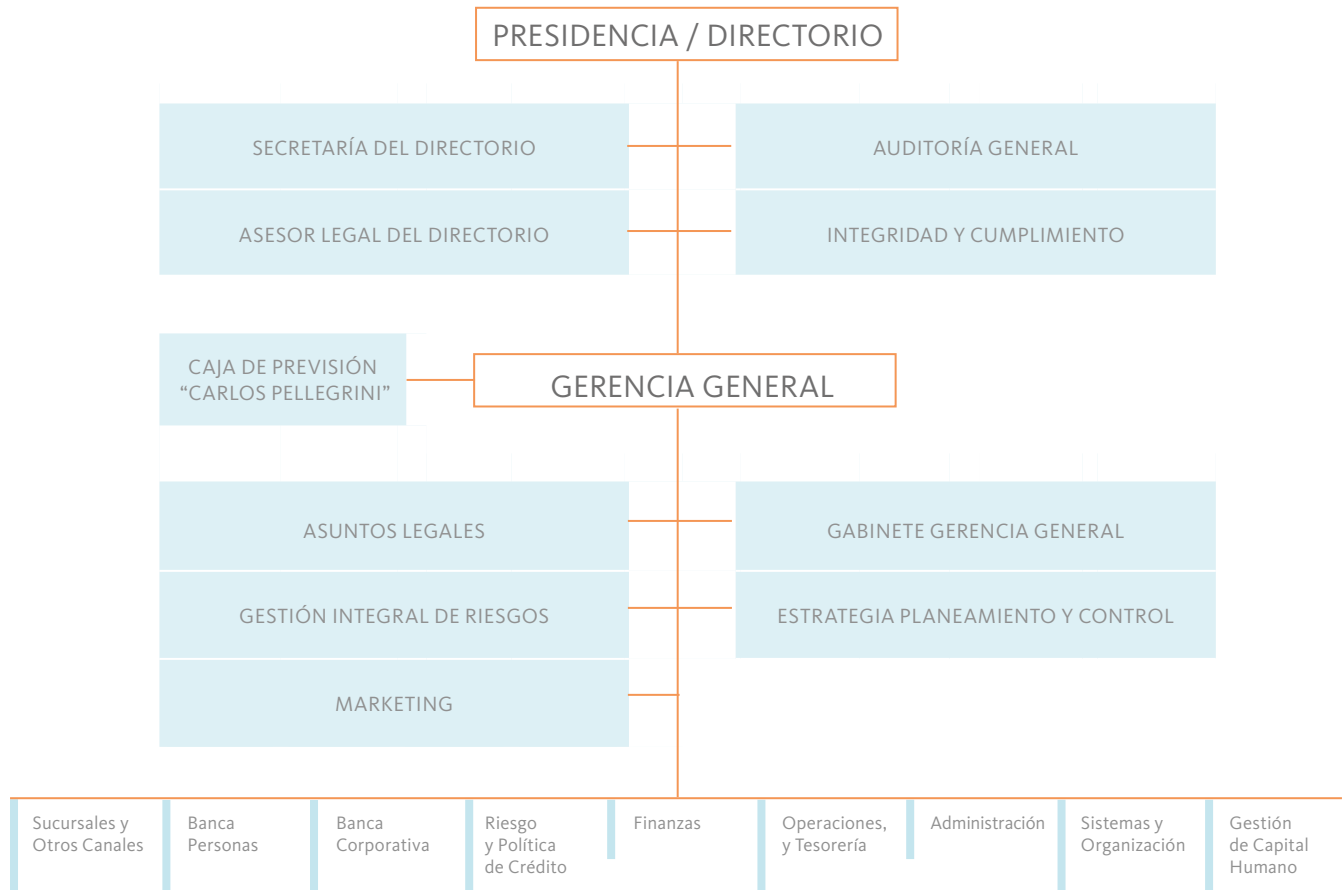 PRESIDENCIA / DIRECTORIO
SECRETARÍA DEL DIRECTORIO
AUDITORÍA GENERAL
ASESOR LEGAL DEL DIRECTORIO
INTEGRIDAD Y CUMPLIMIENTO
CAJA DE PREVISIÓN
“CARLOS PELLEGRINI”
GERENCIA GENERAL
ASUNTOS LEGALES
GABINETE GERENCIA GENERAL
GESTIÓN INTEGRAL DE RIESGOS
ESTRATEGIA PLANEAMIENTO Y CONTROL
MARKETING
Sucursales y
Otros Canales
Banca
Personas
Banca
Corporativa
Riesgo
y Política
de Crédito
Finanzas
Operaciones,
y Tesorería
Administración
Sistemas y
Organización
Gestión
de Capital
Humano